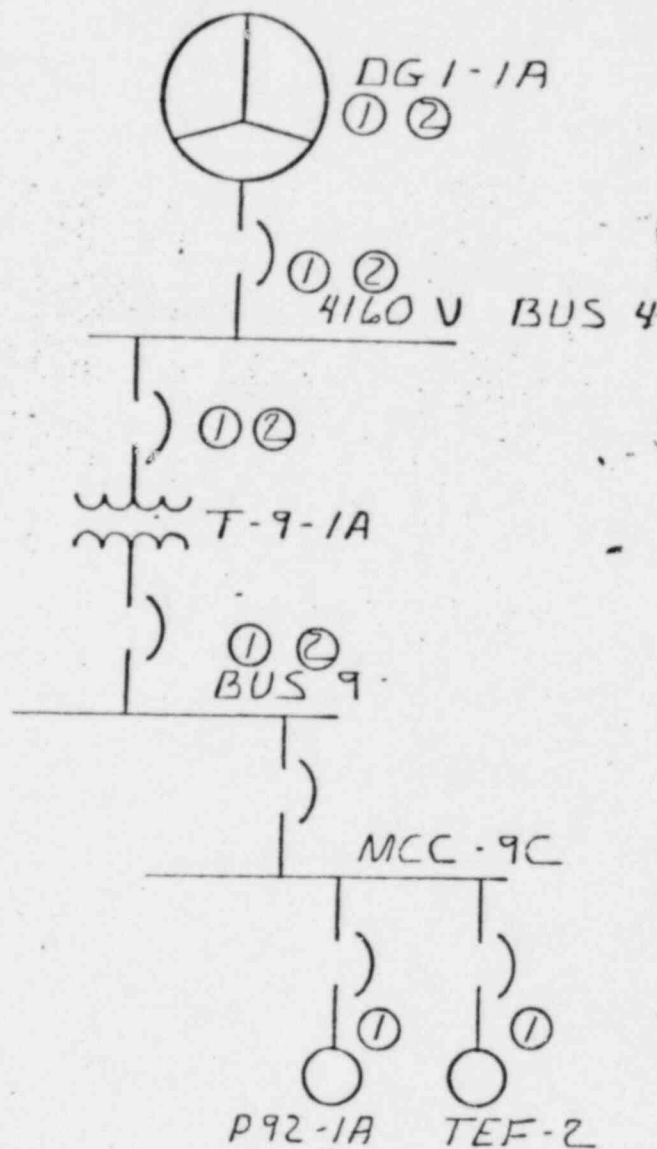 DG1-1A
① ②
① ②
4160 V BUS 4
① ②
T-9-1A
① ②
BUS 9
MCC-9C
① ①
P92-1A TEF-2